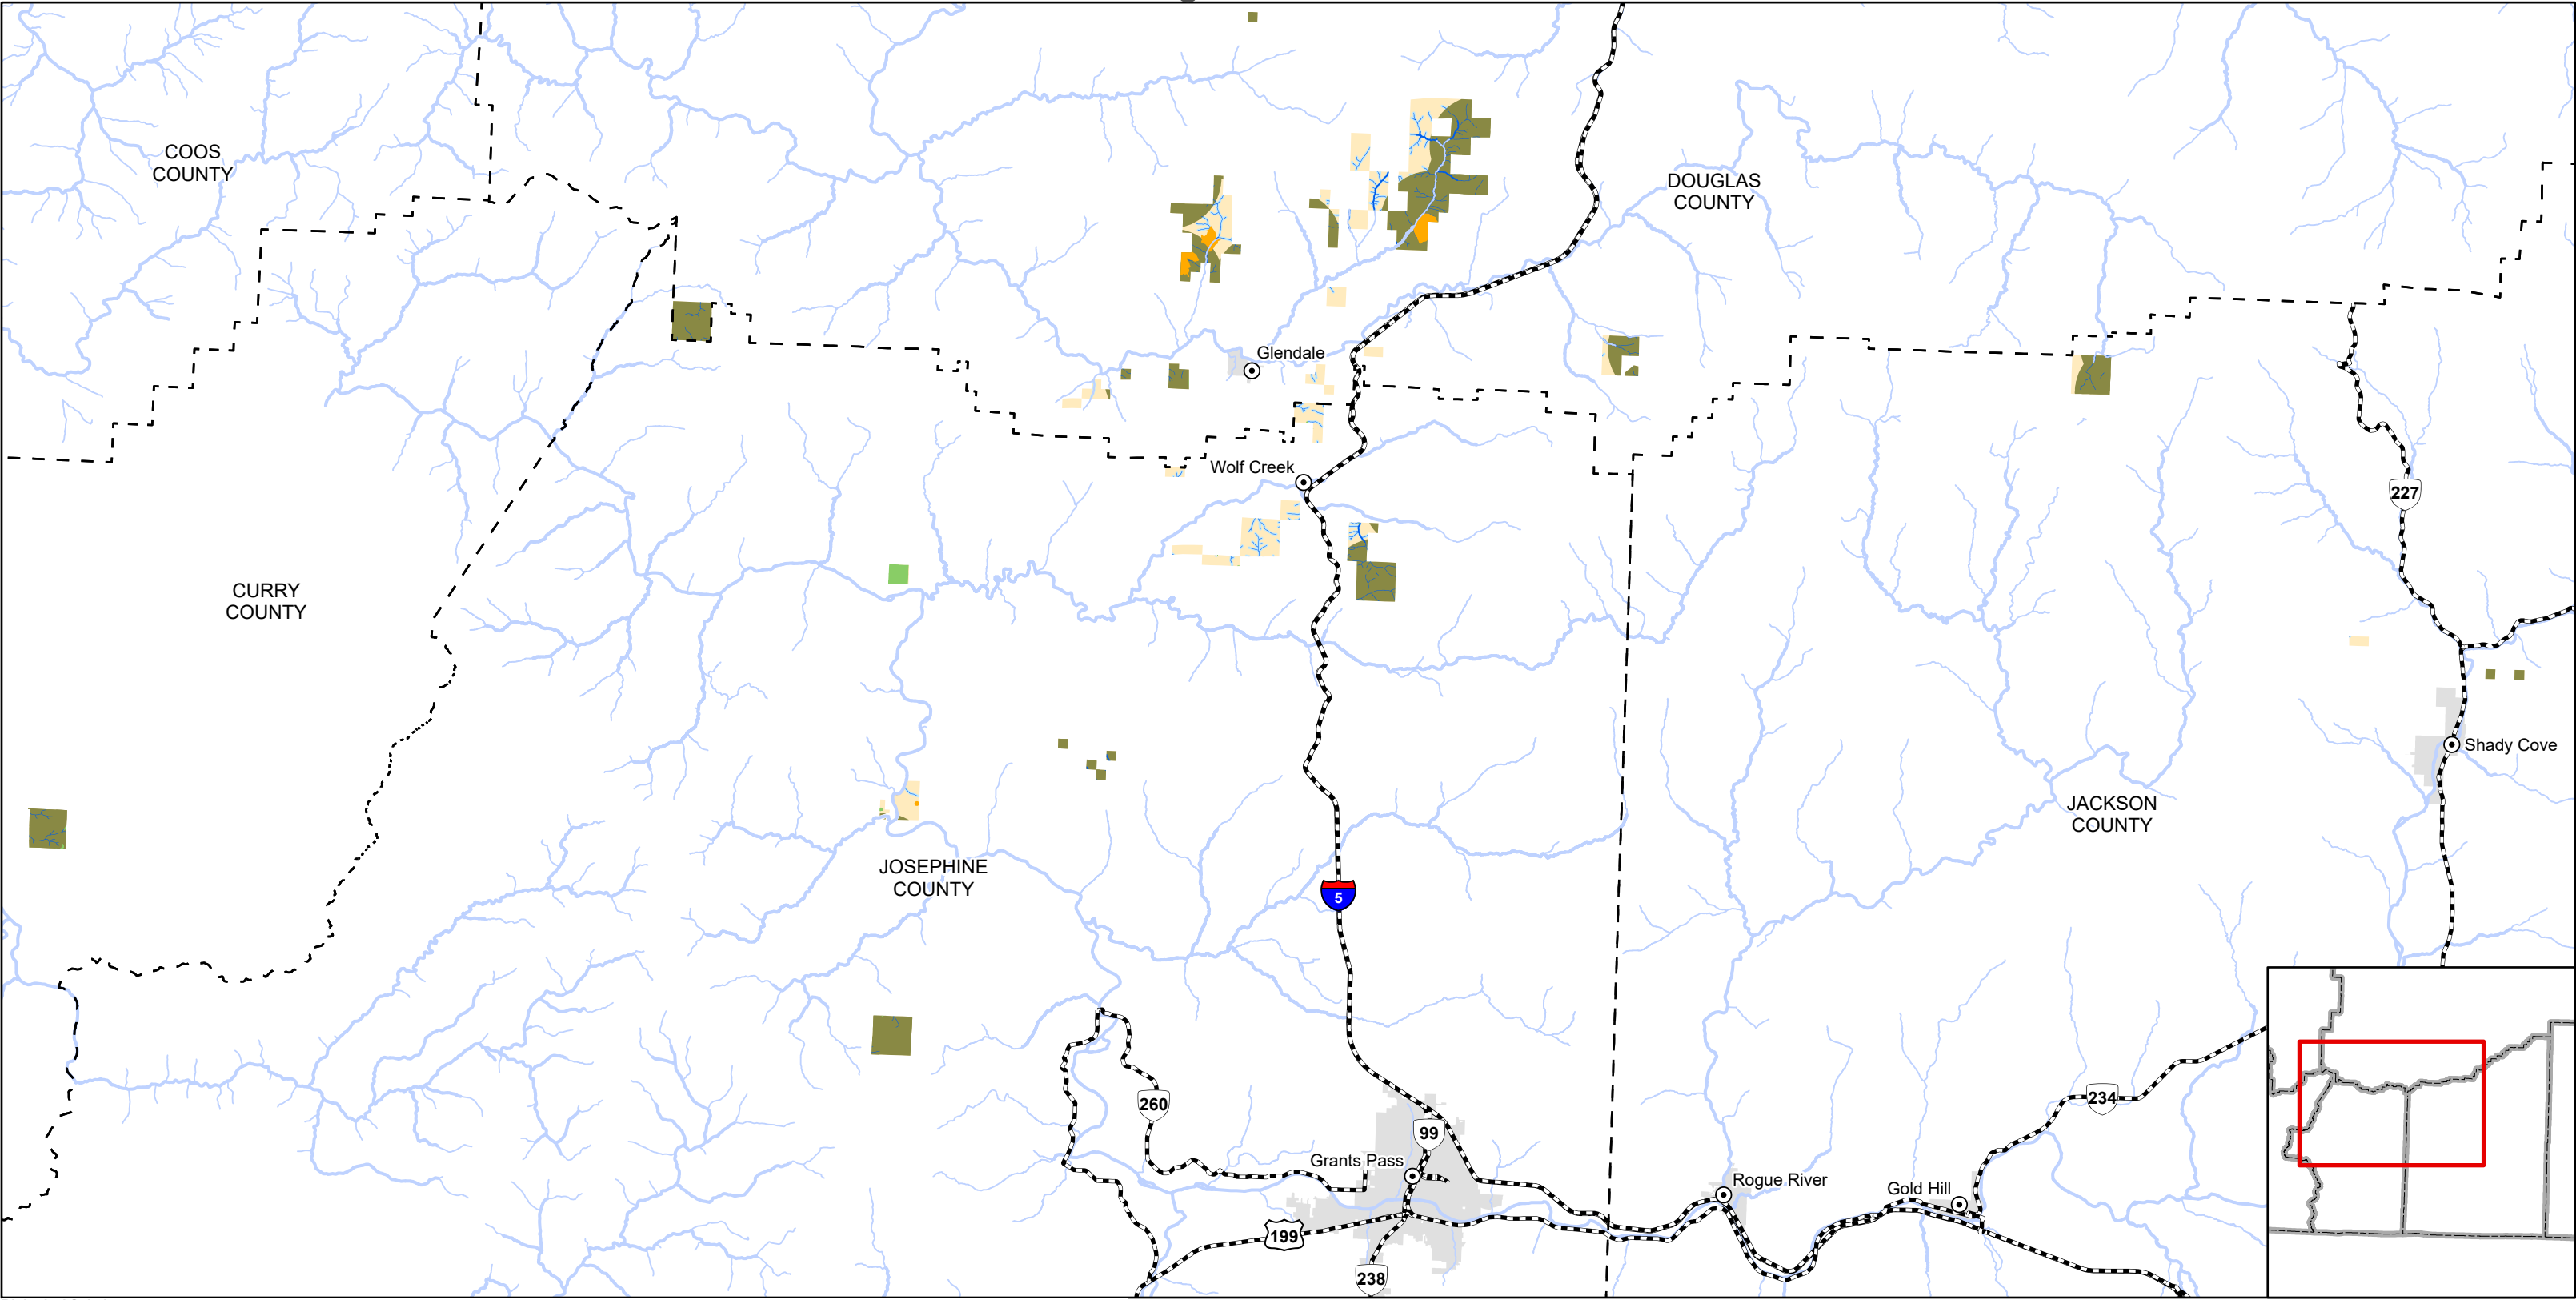 COOS
COUNTY
DOUGLAS
COUNTY
Glendale
Wolf Creek
227
CURRY
COUNTY
Shady Cove
JACKSON
COUNTY
JOSEPHINE
COUNTY
5
260
234
99
Grants Pass
Rogue River
Gold Hill
199
238